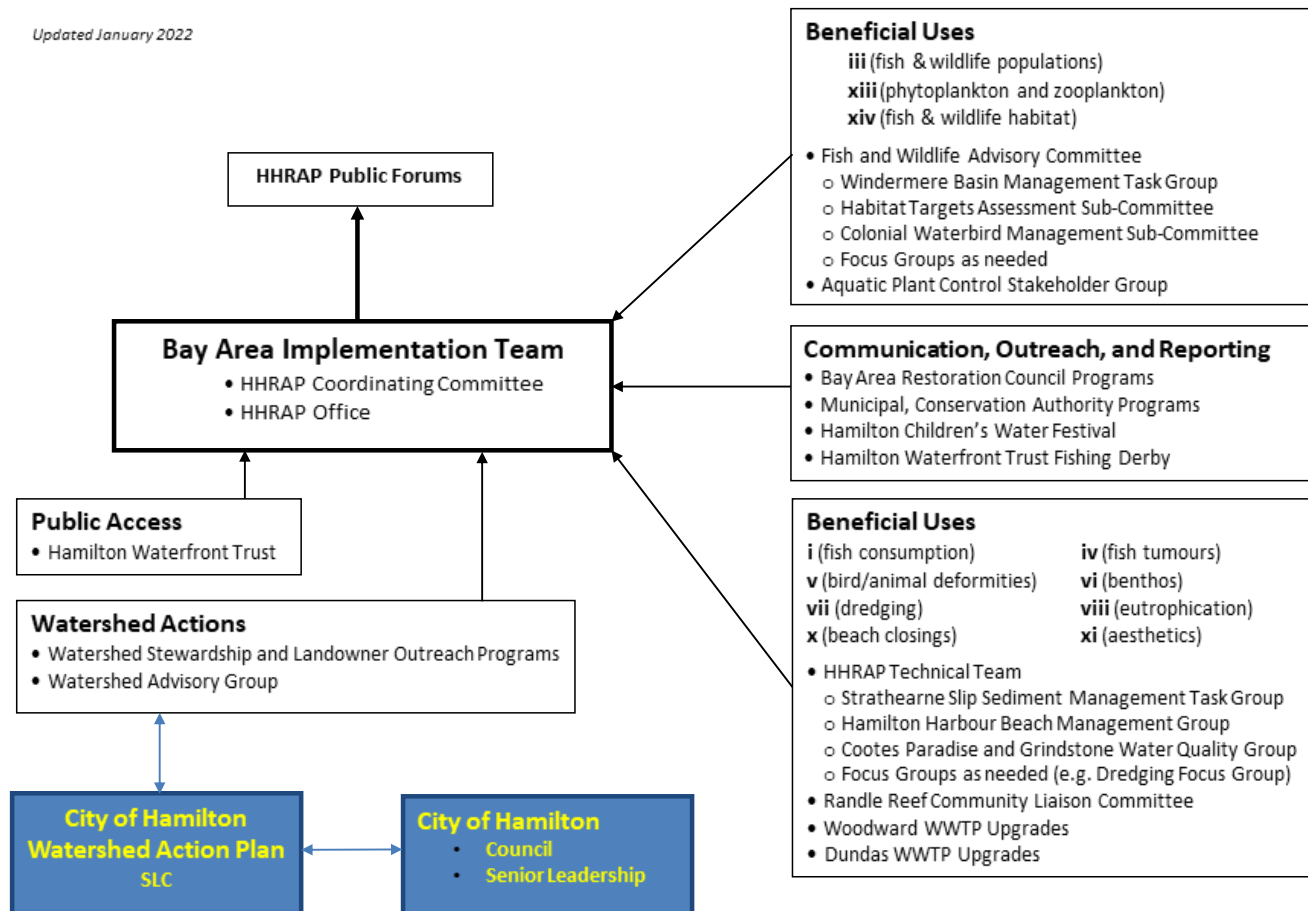 Updated January 2022
HHRAP Public Forums
Bay Area Implementation Team
• HHRAP Coordinating Committee
• HHRAP Office
Public Access
• Hamilton Waterfront Trust
Watershed Actions
• Watershed Stewardship and Landowner Outreach Programs
• Watershed Advisory Group
City of Hamilton
Watershed Action Plan
SLC
City of Hamilton
• Council
• Senior Leadership
Beneficial Uses
iii (fish & wildlife populations)
xiii (phytoplankton and zooplankton)
xiv (fish & wildlife habitat)
• Fish and Wildlife Advisory Committee
o Windermere Basin Management Task Group
o Habitat Targets Assessment Sub-Committee
o Colonial Waterbird Management Sub-Committee
o Focus Groups as needed
• Aquatic Plant Control Stakeholder Group
Communication, Outreach, and Reporting
• Bay Area Restoration Council Programs
• Municipal, Conservation Authority Programs
• Hamilton Children's Water Festival
• Hamilton Waterfront Trust Fishing Derby
Beneficial Uses
i (fish consumption) iv (fish tumours)
v (bird/animal deformities) vi (benthos)
vii (dredging) viii (eutrophication)
x (beach closings) xi (aesthetics)
• HHRAP Technical Team
o Strathearne Slip Sediment Management Task Group
o Hamilton Harbour Beach Management Group
o Cootes Paradise and Grindstone Water Quality Group
o Focus Groups as needed (e.g. Dredging Focus Group)
• Randle Reef Community Liaison Committee
• Woodward WWTP Upgrades
• Dundas WWTP Upgrades